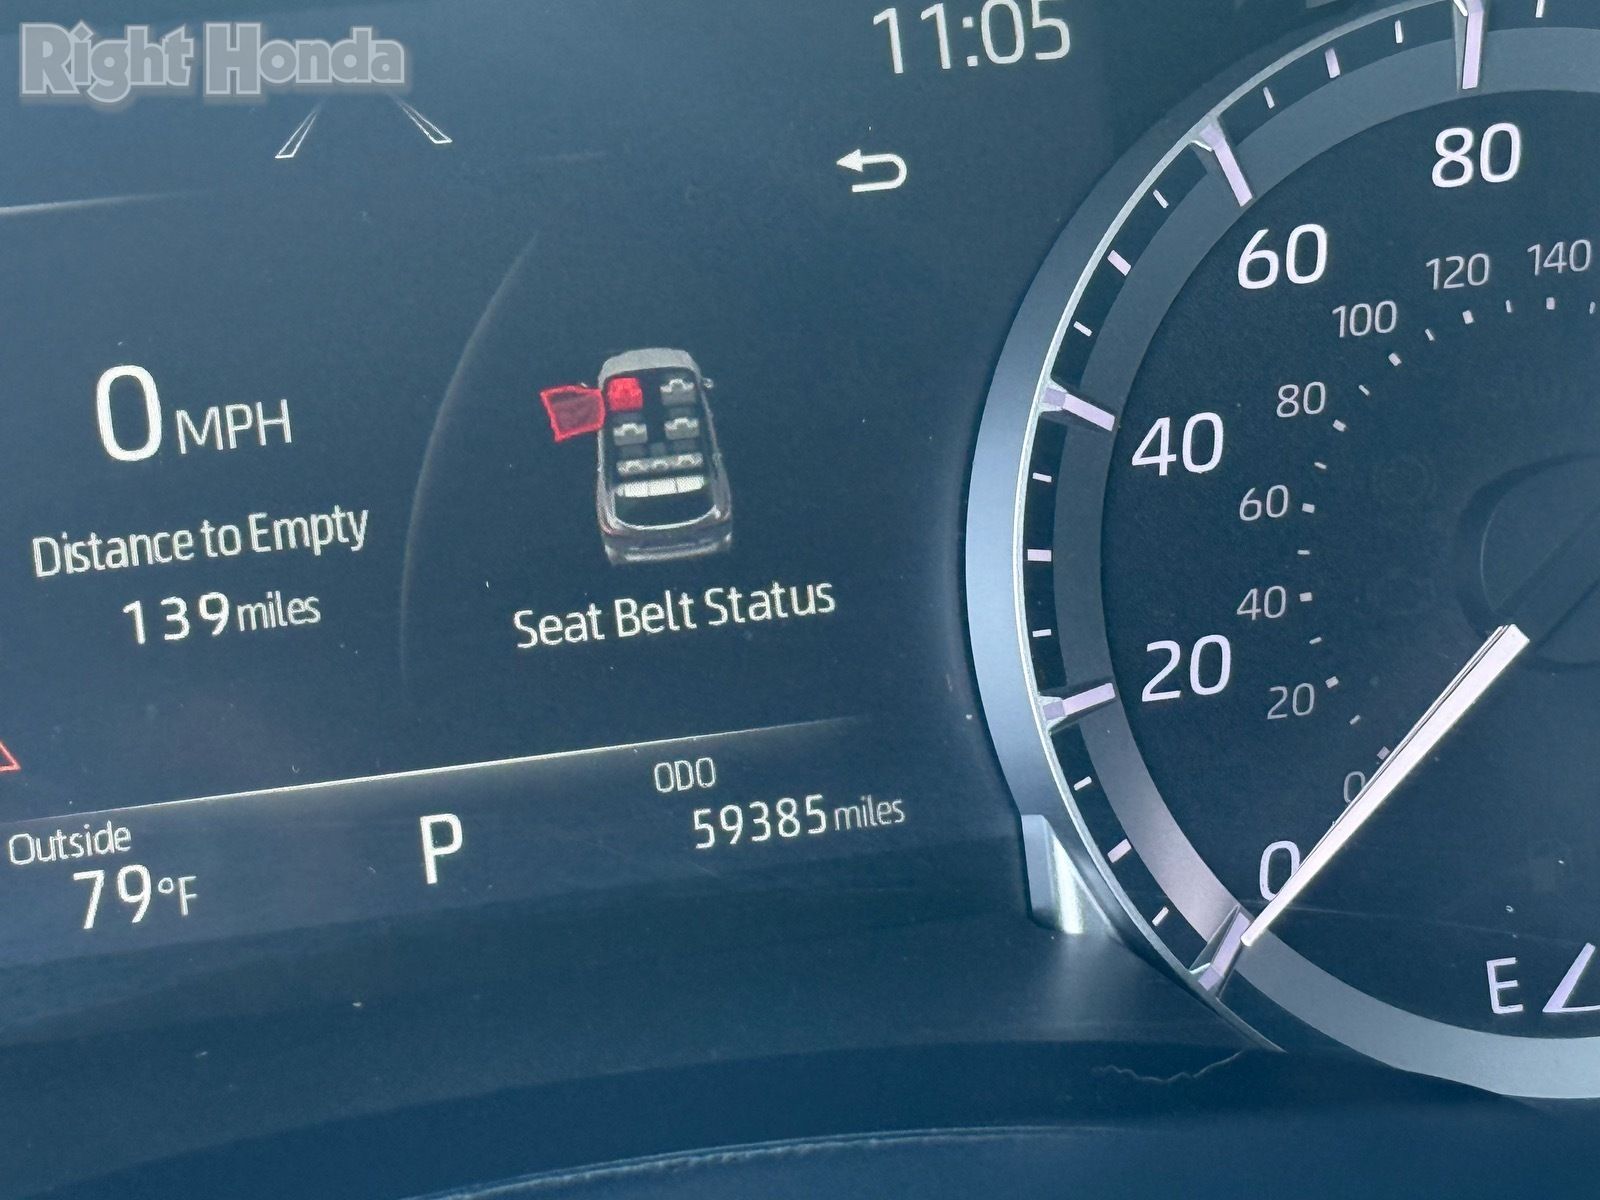 Right Honda
11:05
0 MPH
Distance to Empty
139 miles
Seat Belt Status
Outside
79°F
P
ODO
59385 miles
80
60
40
20
0
140
120
100
80
60
40
20
0
E